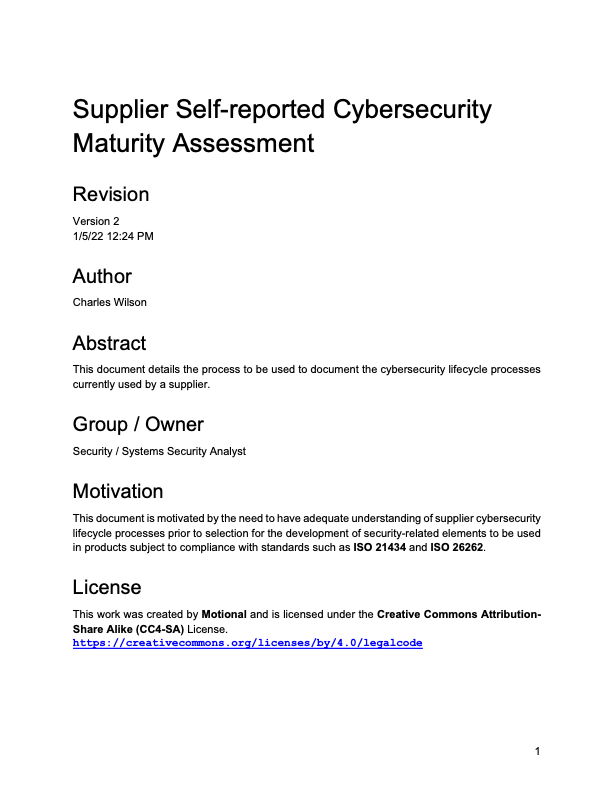 Supplier Self-reported Cybersecurity
Maturity Assessment
Revision
Version 2
1/5/22 12:24 PM
Author
Charles Wilson
Abstract
This document details the process to be used to document the cybersecurity lifecycle processes
currently used by a supplier.
Group / Owner
Security / Systems Security Analyst
Motivation
This document is motivated by the need to have adequate understanding of supplier cybersecurity
lifecycle processes prior to selection for the development of security-related elements to be used
in products subject to compliance with standards such as ISO 21434 and ISO 26262.
License
This work was created by Motional and is licensed under the Creative Commons Attribution-
Share Alike (CC4-SA) License.
https://creativecommons.org/licenses/by/4.0/legalcode
1